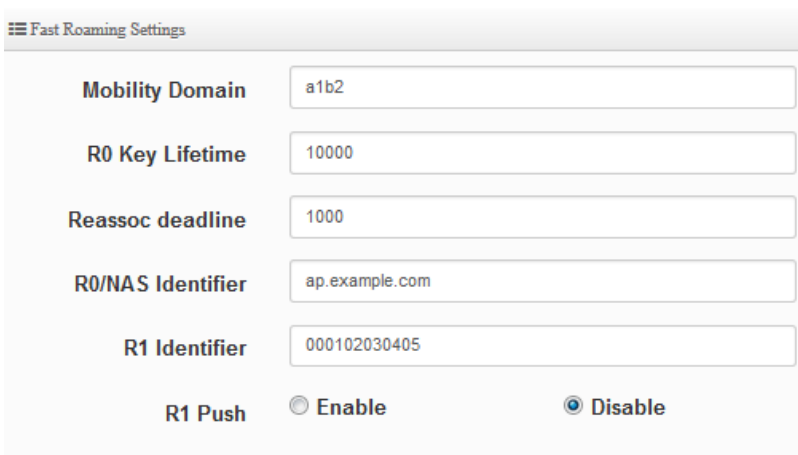 Fast Roaming Settings
Mobility Domain a1b2
R0 Key Lifetime 10000
Reassoc deadline 1000
R0/NAS Identifier ap.example.com
R1 Identifier 000102030405
R1 Push Enable Disable